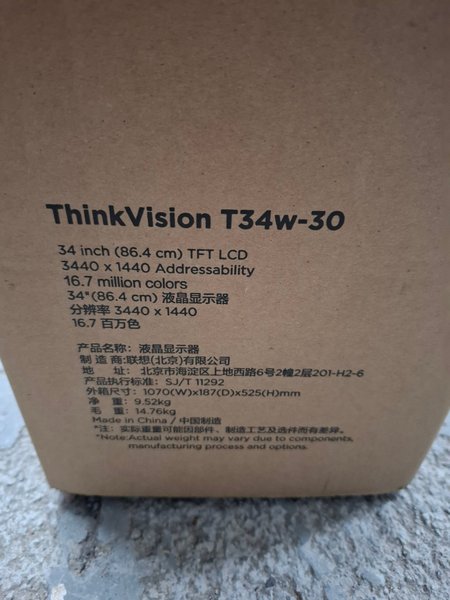 ThinkVision T34w-30
34 inch (86.4 cm) TFT LCD
3440 x 1440 Addressability
16.7 million colors
34"(86.4 cm) 液晶显示器
分辨率 3440 x 1440
16.7 百万色
产品名称: 液晶显示器
制 造 商:联想(北京)有限公司
地 址: 北京市海淀区上地西路6号2幢2层201-H2-6
产品执行标准: SJ/T 11292
外箱尺寸: 1070(W)x187(D)x525(H)mm
净 重: 9.52kg
毛 重: 14.76kg
Made in China / 中国制造
*注: 实际重量可能因部件、制造工艺及选件而有差异。
*Note:Actual weight may vary due to components,
manufacturing process and options.